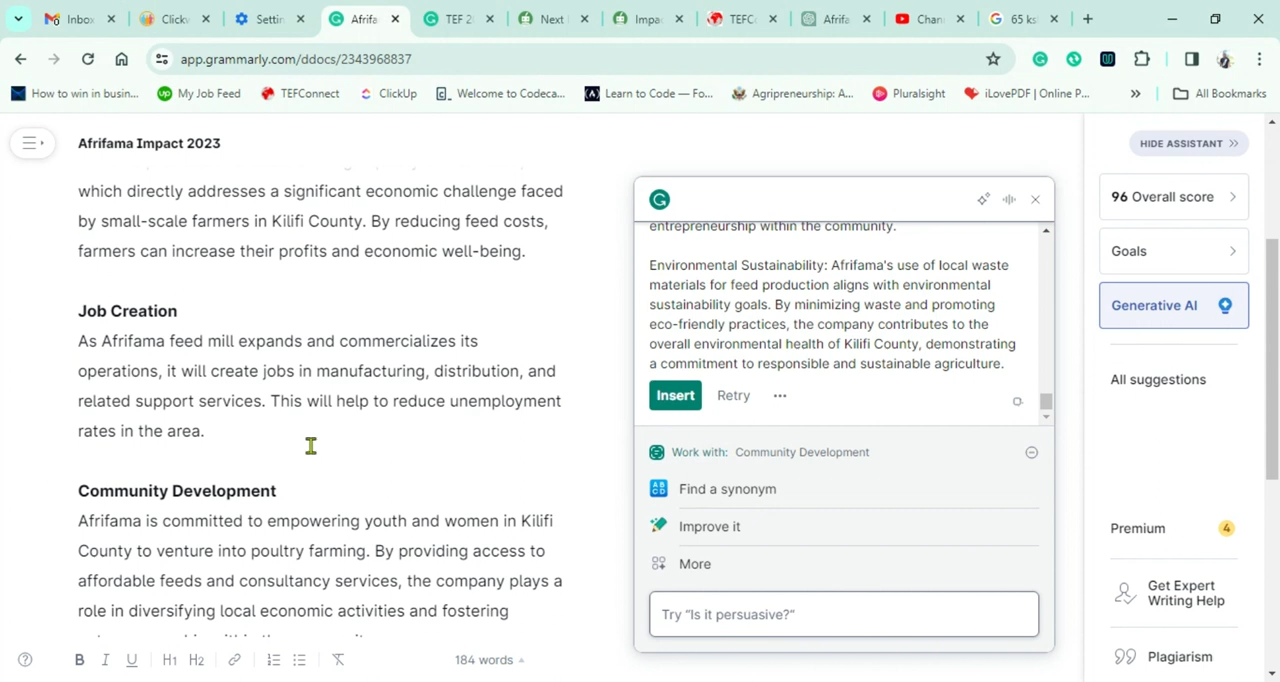 Inbox
Clickv
Settin
Afrifa
TEF 2
Next
Impa
TEFC
Afrifa
Chan
65 ks
app.grammarly.com/ddocs/2343968837
How to win in busin...
My Job Feed
TEFConnect
ClickUp
Welcome to Codeca...
Learn to Code — Fo...
Agripreneurship: A...
Pluralsight
iLovePDF | Online P...
All Bookmarks
Afrifama Impact 2023
which directly addresses a significant economic challenge faced
by small-scale farmers in Kilifi County. By reducing feed costs,
farmers can increase their profits and economic well-being.
Job Creation
As Afrifama feed mill expands and commercializes its
operations, it will create jobs in manufacturing, distribution, and
related support services. This will help to reduce unemployment
rates in the area.
Community Development
Afrifama is committed to empowering youth and women in Kilifi
County to venture into poultry farming. By providing access to
affordable feeds and consultancy services, the company plays a
role in diversifying local economic activities and fostering
B I U H1 H2
184 words
entrepreneurship within the community.
Environmental Sustainability: Afrifama's use of local waste
materials for feed production aligns with environmental
sustainability goals. By minimizing waste and promoting
eco-friendly practices, the company contributes to the
overall environmental health of Kilifi County, demonstrating
a commitment to responsible and sustainable agriculture.
Insert Retry
Work with: Community Development
Find a synonym
Improve it
More
Try “Is it persuasive?”
HIDE ASSISTANT
96 Overall score
Goals
Generative AI
All suggestions
Premium 4
Get Expert
Writing Help
Plagiarism